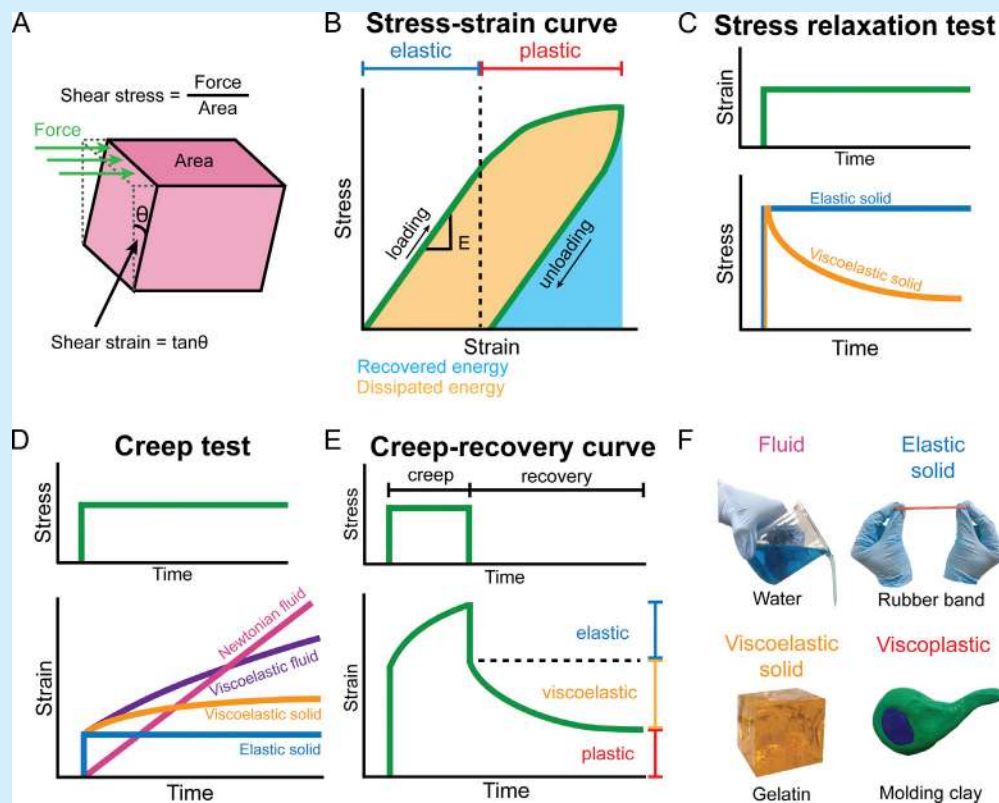 A
Shear stress = Force
Area
Force
Area
θ
Shear strain = tanθ
B
Stress-strain curve
elastic
plastic
Stress
loading
E
unloading
Strain
Recovered energy
Dissipated energy
C
Stress relaxation test
Strain
Time
Stress
Elastic solid
Viscoelastic solid
Time
D
Creep test
Stress
Time
Strain
Newtonian fluid
Viscoelastic fluid
Viscoelastic solid
Elastic solid
Time
E
Creep-recovery curve
creep
recovery
Stress
Time
Strain
elastic
viscoelastic
plastic
Time
F
Fluid
Elastic
solid
Water
Rubber band
Viscoelastic
solid
Viscoplastic
Gelatin
Molding clay